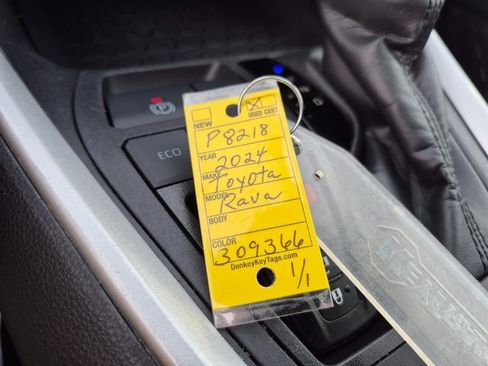 NEW
USED CERT
P8218
YEAR 2024
MAKE Toyota
MODEL Rava
BODY
COLOR
309366
DonkeyKeyTags.com
1/1
ECO